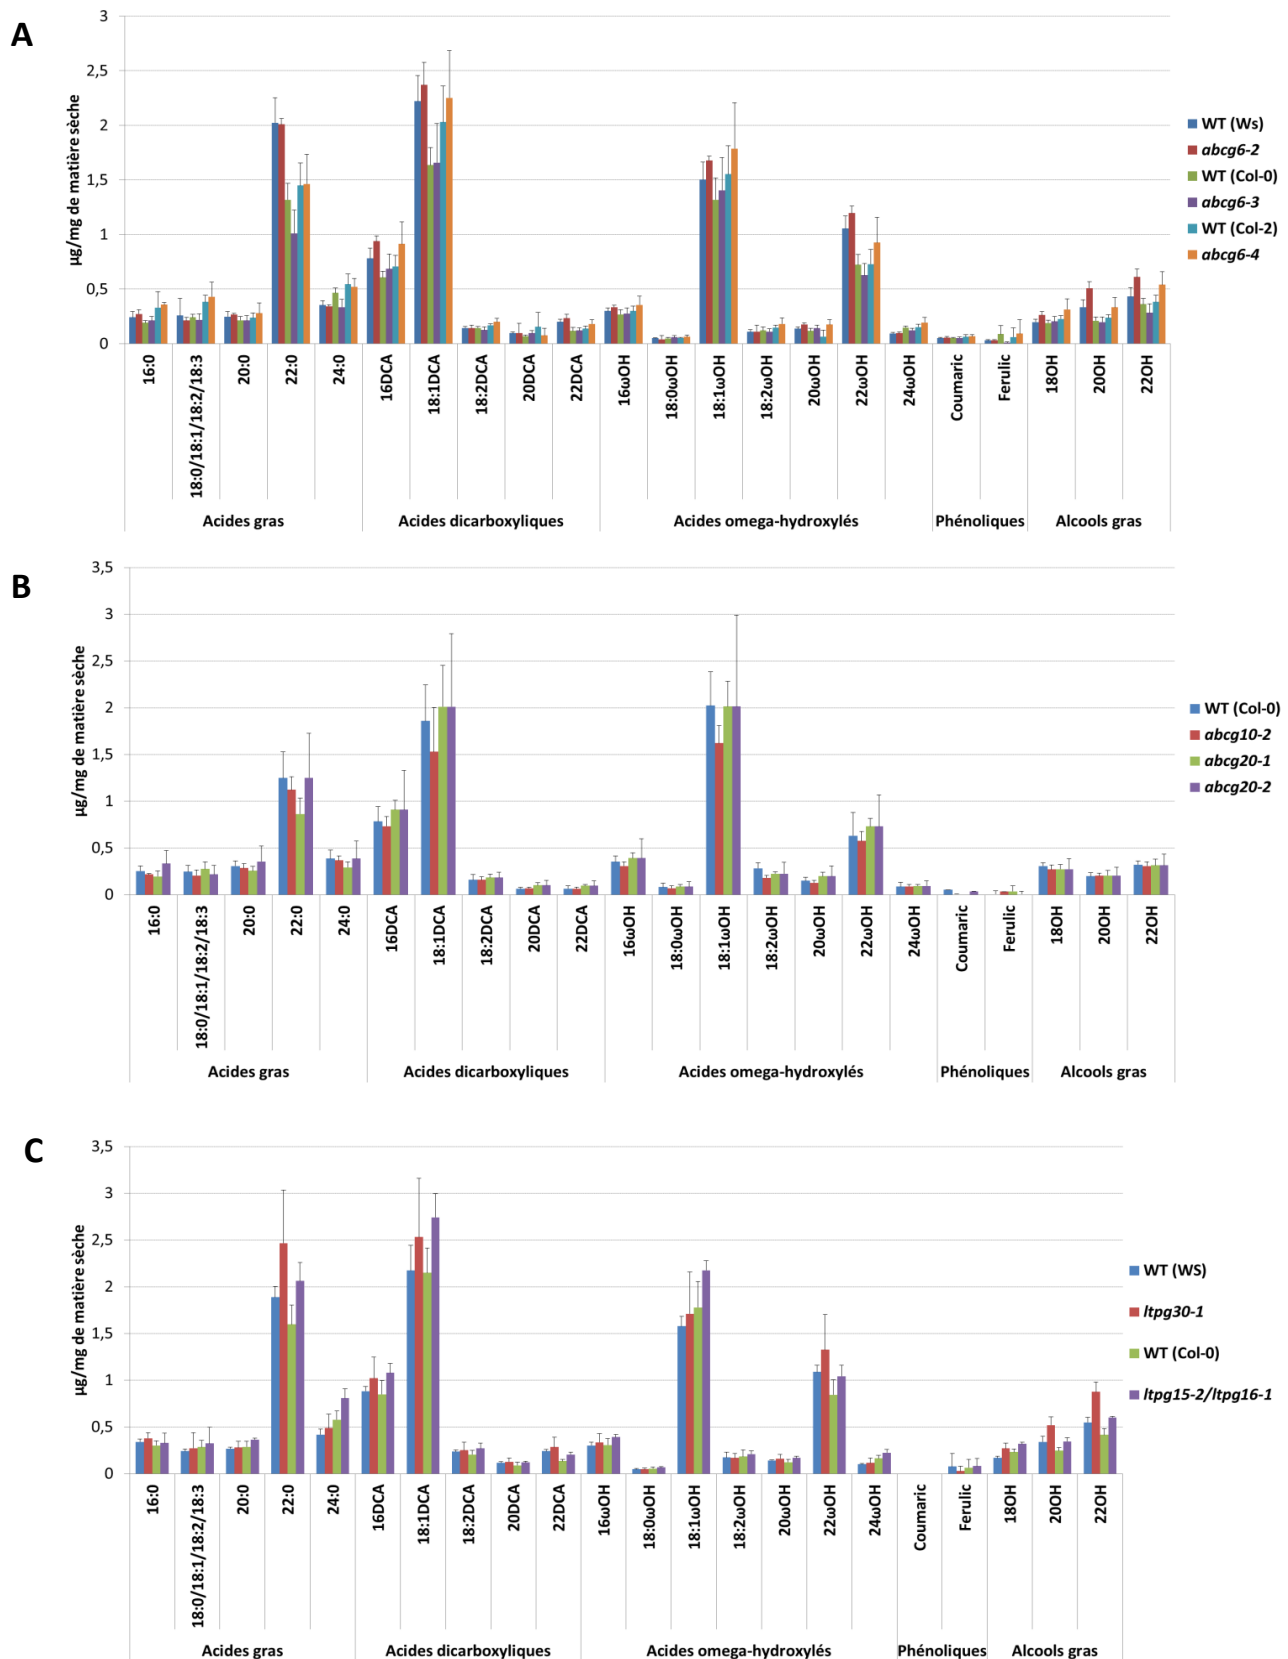 A
3
2,5
2
1,5
1
0,5
0
µg/mg de matière sèche
16:0
18:0/18:1/18:2/18:3
20:0
22:0
24:0
16DCA
18:1DCA
18:2DCA
20DCA
22DCA
16ωOH
18:0ωOH
18:1ωOH
18:2ωOH
20ωOH
22ωOH
24ωOH
Coumaric
Ferulic
18OH
20OH
22OH
Acides gras
Acides dicarboxyliques
Acides omega-hydroxylés
Phénoliques
Alcools gras
WT (Ws)
abcg6-2
WT (Col-0)
abcg6-3
WT (Col-2)
abcg6-4
B
3,5
3
2,5
2
1,5
1
0,5
0
µg/mg de matière sèche
16:0
18:0/18:1/18:2/18:3
20:0
22:0
24:0
16DCA
18:1DCA
18:2DCA
20DCA
22DCA
16ωOH
18:0ωOH
18:1ωOH
18:2ωOH
20ωOH
22ωOH
24ωOH
Coumaric
Ferulic
18OH
20OH
22OH
Acides gras
Acides dicarboxyliques
Acides omega-hydroxylés
Phénoliques
Alcools gras
WT (Col-0)
abcg10-2
abcg20-1
abcg20-2
C
3,5
3
2,5
2
1,5
1
0,5
0
µg/mg de matière sèche
16:0
18:0/18:1/18:2/18:3
20:0
22:0
24:0
16DCA
18:1DCA
18:2DCA
20DCA
22DCA
16ωOH
18:0ωOH
18:1ωOH
18:2ωOH
20ωOH
22ωOH
24ωOH
Coumaric
Ferulic
18OH
20OH
22OH
Acides gras
Acides dicarboxyliques
Acides omega-hydroxylés
Phénoliques
Alcools gras
WT (WS)
ltpg30-1
WT (Col-0)
ltpg15-2/ltpg16-1